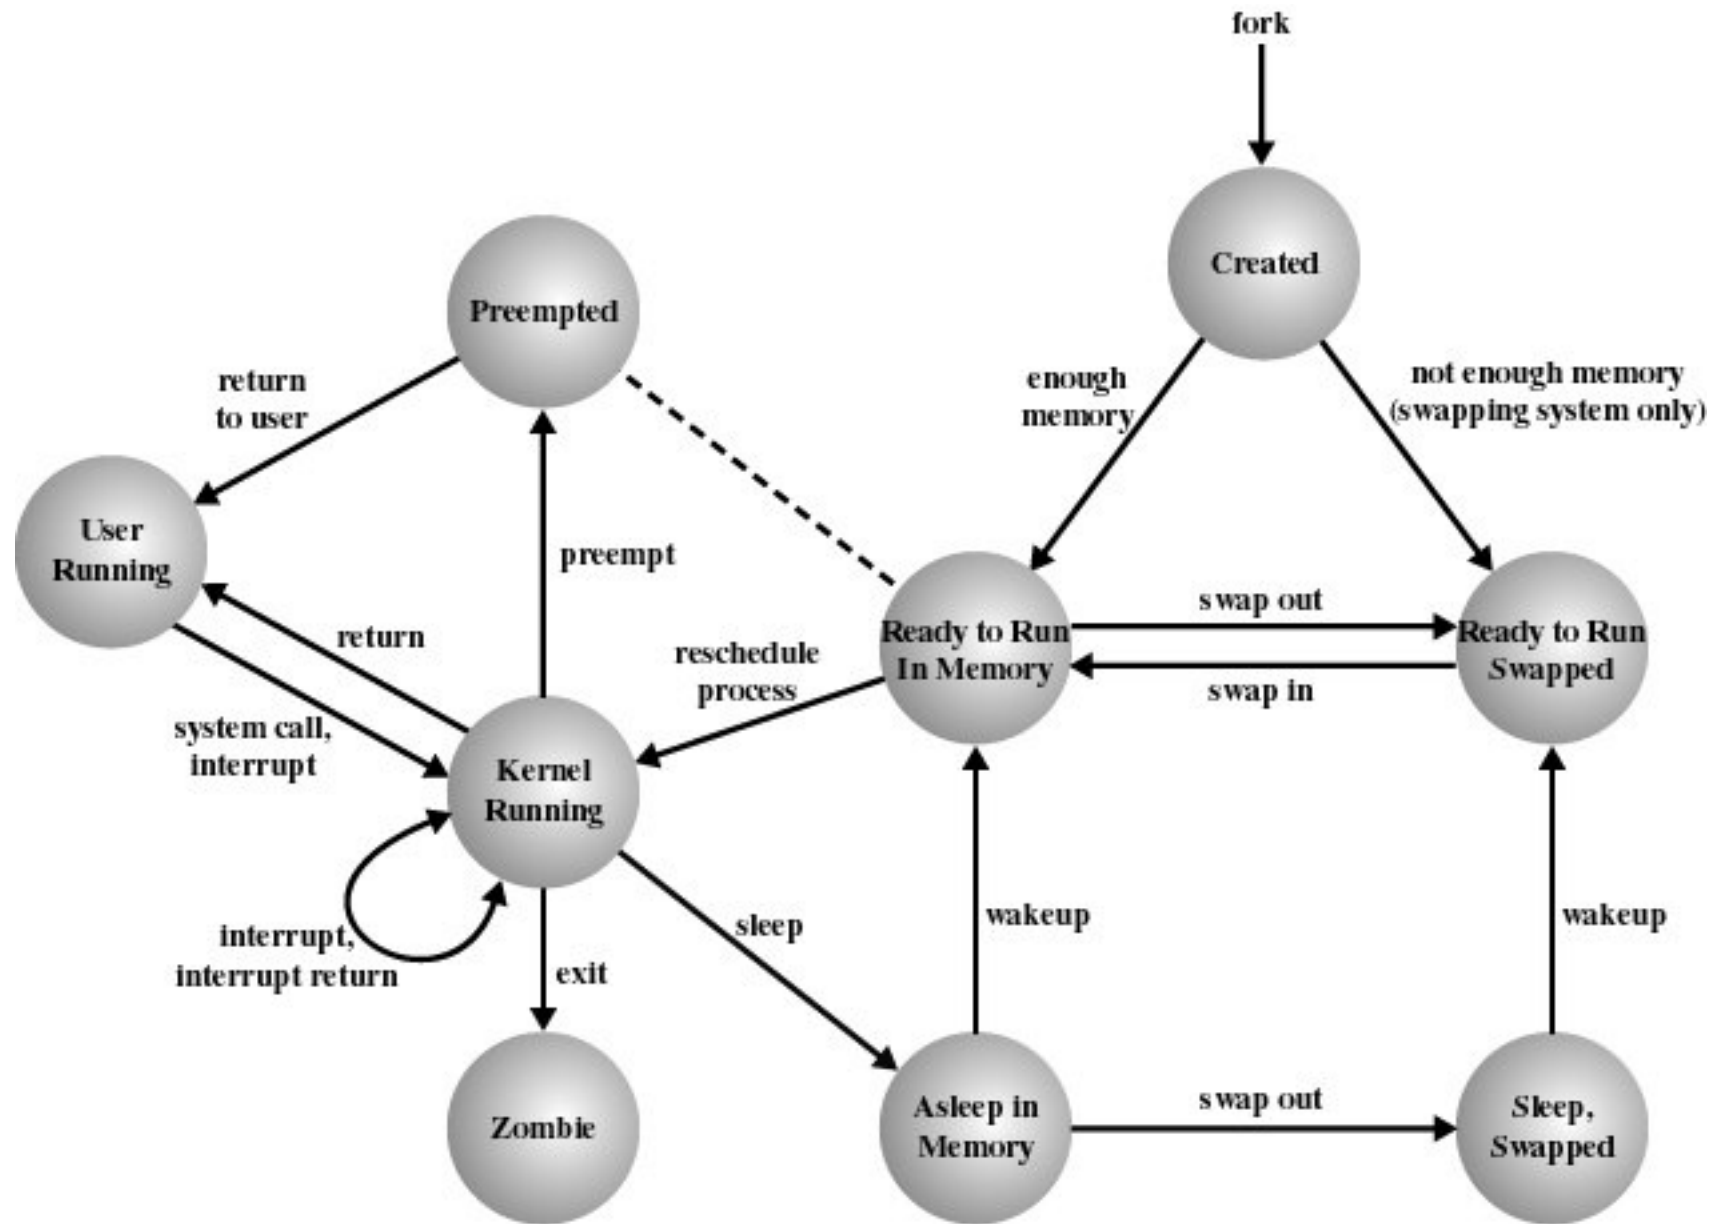 fork
Created
Preempted
return
to user
enough
memory
not enough memory
(swapping system only)
User
Running
preempt
return
reschedule
process
Ready to Run
In Memory
swap out
swap in
Ready to Run
Swapped
system call,
interrupt
Kernel
Running
interrupt,
interrupt return
exit
sleep
wakeup
wakeup
Zombie
Asleep in
Memory
swap out
Sleep,
Swapped